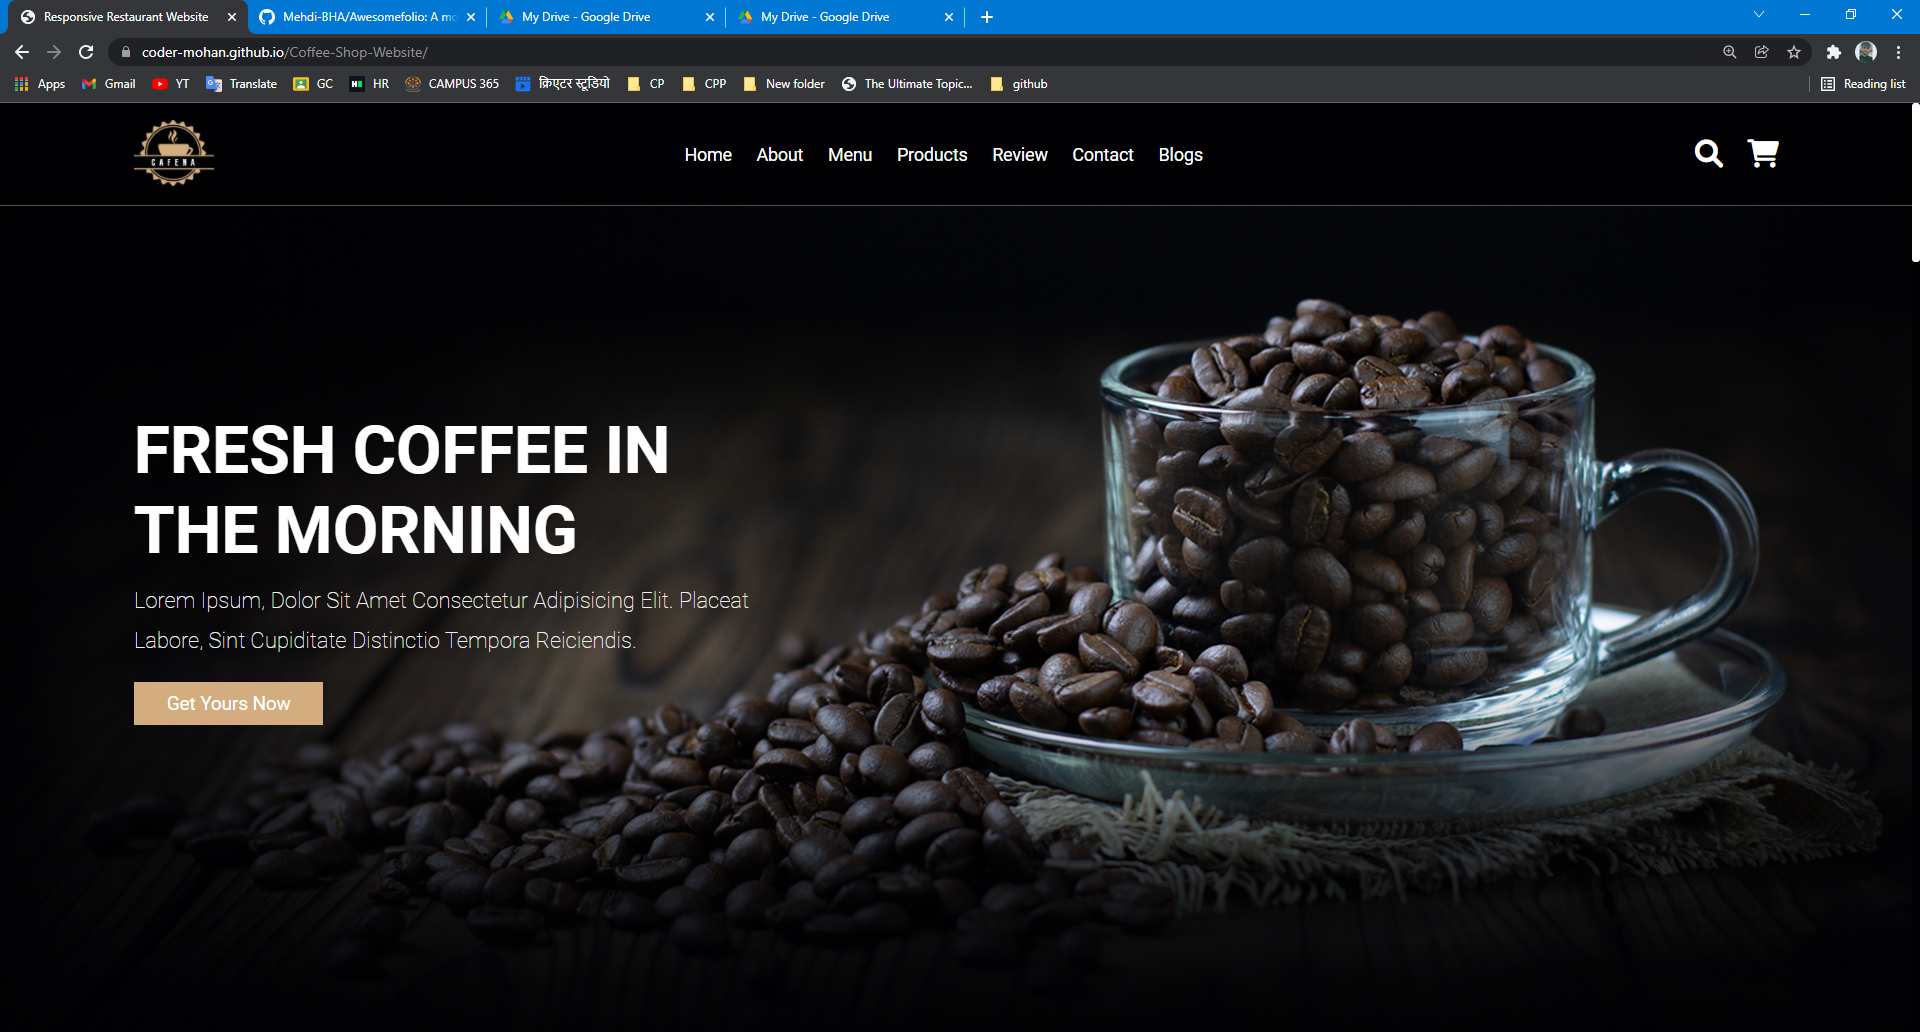 Responsive Restaurant Website
Mehdi-BHA/Awesomefolio: A mo
My Drive - Google Drive
My Drive - Google Drive
coder-mohan.github.io/Coffee-Shop-Website/
Apps Gmail YT Translate GC HR CAMPUS 365 क्रिएटर स्टूडियो CP CPP New folder The Ultimate Topic... github Reading list
CAFENA
Home About Menu Products Review Contact Blogs
FRESH COFFEE IN
THE MORNING
Lorem Ipsum, Dolor Sit Amet Consectetur Adipisicing Elit. Placeat
Labore, Sint Cupiditate Distinctio Tempora Reiciendis.
Get Yours Now